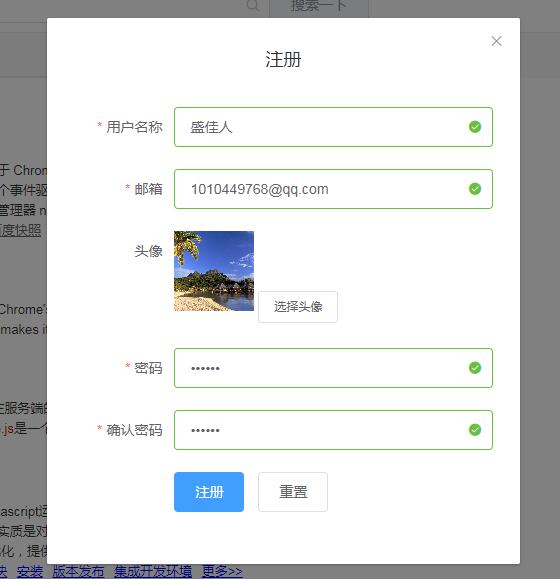 搜索一下
注册
* 用户名称 盛佳人
* 邮箱 1010449768@qq.com
头像
选择头像
* 密码 ••••••
* 确认密码 ••••••
注册 重置
于 Chrom
个事件驱
管理器 n
百度快照
Chrome's
makes it
服务端的
.js是一个
ascript运
实质是对
化，提供
安装 版本发布 集成开发环境 更多>>